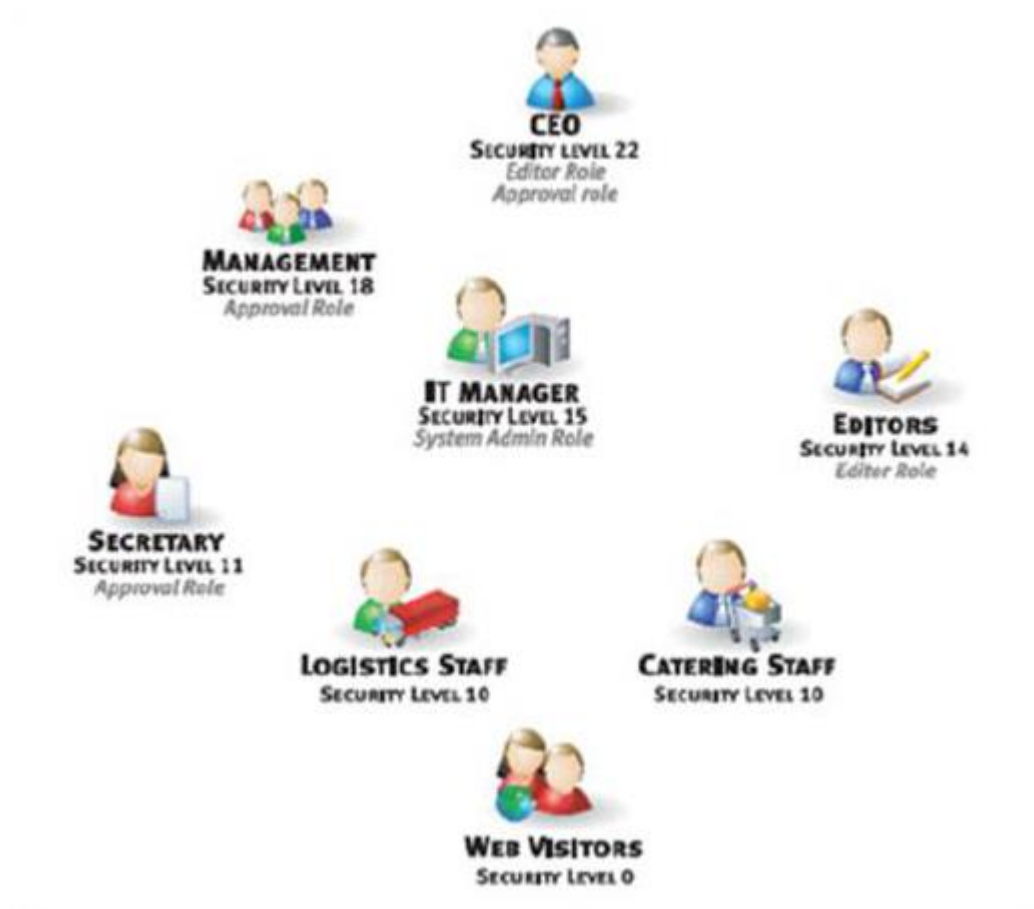 CEO
SECURITY LEVEL 22
Editor Role
Approval role
MANAGEMENT
SECURITY LEVEL 18
Approval Role
IT MANAGER
SECURITY LEVEL 15
System Admin Role
EDITORS
SECURITY LEVEL 14
Editor Role
SECRETARY
SECURITY LEVEL 11
Approval Role
LOGISTICS STAFF
SECURITY LEVEL 10
CATERING STAFF
SECURITY LEVEL 10
WEB VISITORS
SECURITY LEVEL 0